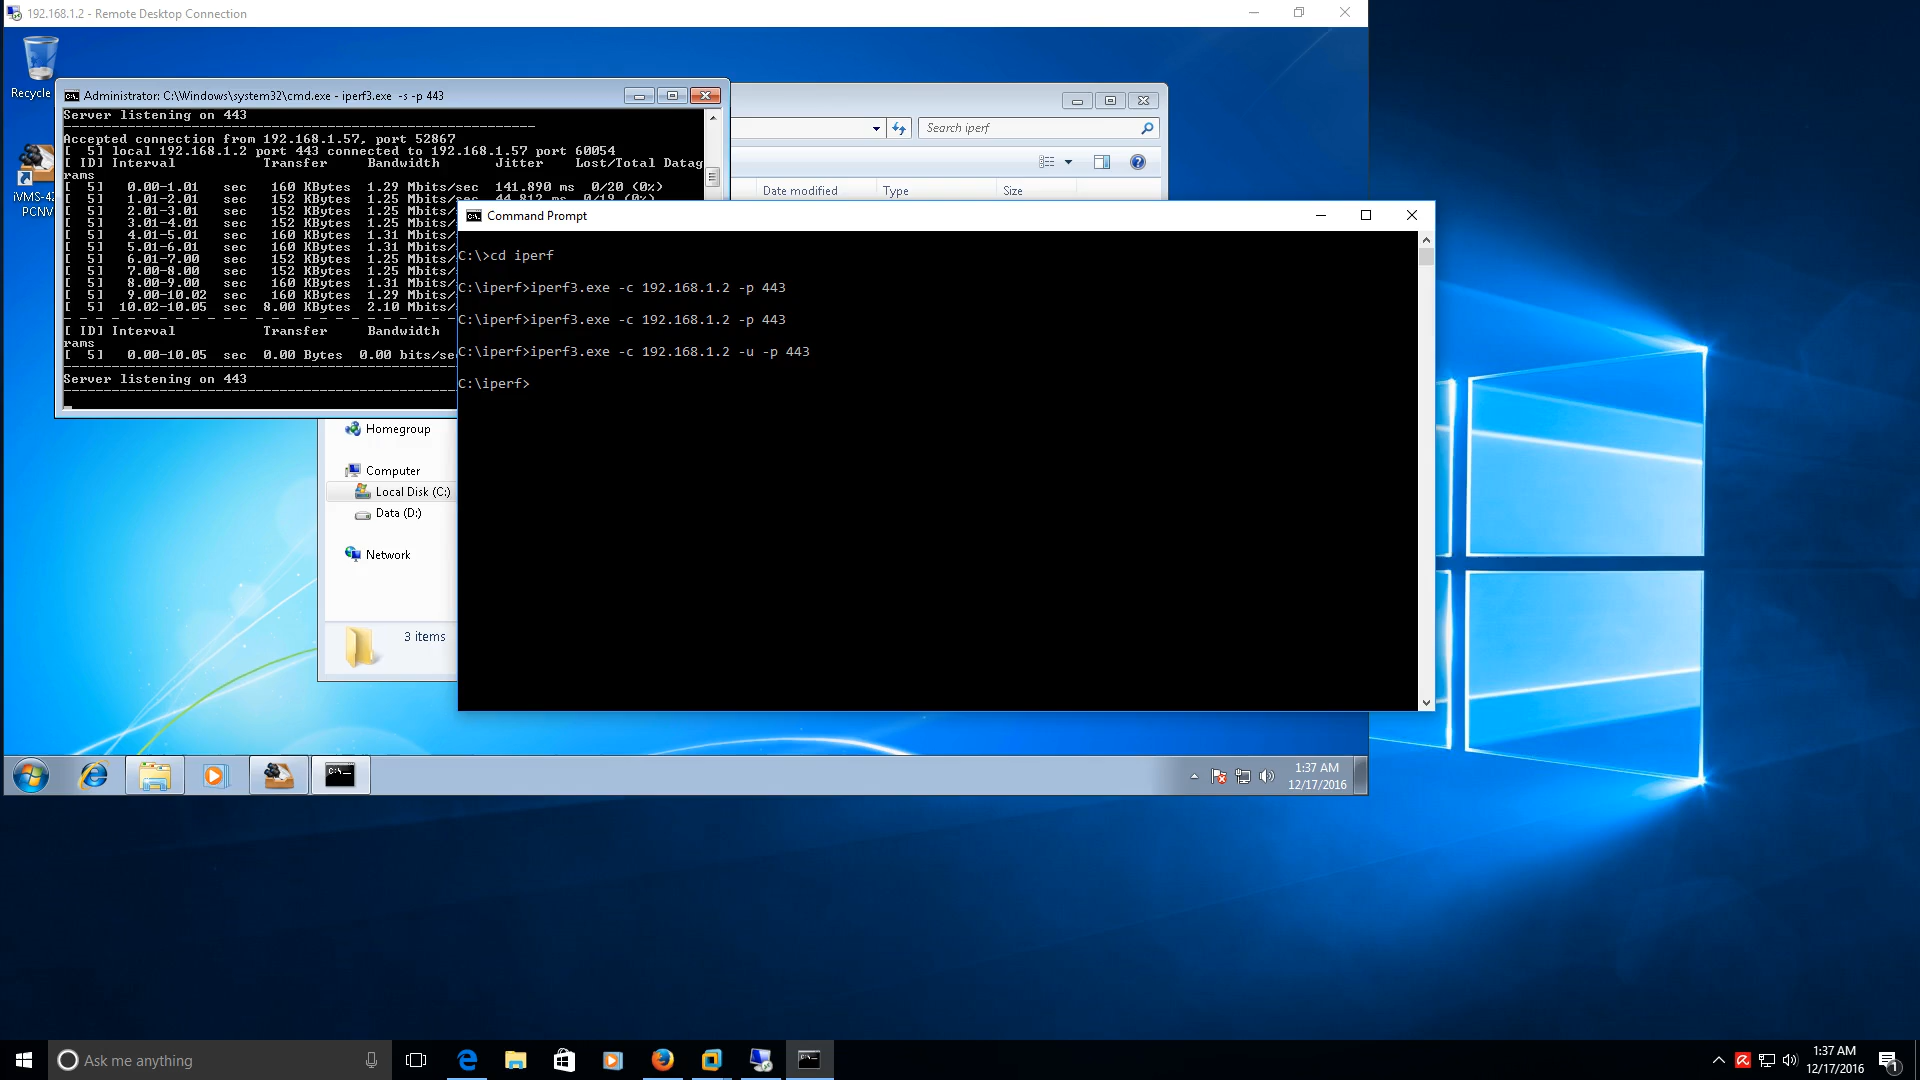 192.168.1.2 - Remote Desktop Connection
Recycle
iVMS-42
PCNV
Administrator: C:\Windows\system32\cmd.exe - iperf3.exe  -s -p 443
Server listening on 443
-----------------------------------------------------------
Accepted connection from 192.168.1.57, port 52867
[  5] local 192.168.1.2 port 443 connected to 192.168.1.57 port 60054
[ ID] Interval           Transfer     Bandwidth       Jitter    Lost/Total Datag
rams
[  5]   0.00-1.01   sec   160 KBytes  1.29 Mbits/sec  141.890 ms  0/20 (0%)
[  5]   1.01-2.01   sec   152 KBytes  1.25 Mbits/sec  44.812 ms  0/19 (0%)
[  5]   2.01-3.01   sec   152 KBytes  1.25 Mbits/
[  5]   3.01-4.01   sec   152 KBytes  1.25 Mbits/
[  5]   4.01-5.01   sec   160 KBytes  1.31 Mbits/
[  5]   5.01-6.01   sec   160 KBytes  1.31 Mbits/
[  5]   6.01-7.00   sec   152 KBytes  1.25 Mbits/
[  5]   7.00-8.00   sec   152 KBytes  1.25 Mbits/
[  5]   8.00-9.00   sec   160 KBytes  1.31 Mbits/
[  5]   9.00-10.02  sec   160 KBytes  1.29 Mbits/
[  5]  10.02-10.05  sec  8.00 KBytes  2.10 Mbits/
- - - - - - - - - - - - - - - - - - - - - - - - -
[ ID] Interval           Transfer     Bandwidth
rams
[  5]   0.00-10.05  sec  0.00 Bytes  0.00 bits/se
-----------------------------------------------------------
Server listening on 443
-----------------------------------------------------------
Search iperf
Date modified
Type
Size
Homegroup
Computer
Local Disk (C:)
Data (D:)
Network
3 items
Command Prompt
C:\>cd iperf
C:\iperf>iperf3.exe -c 192.168.1.2 -p 443
C:\iperf>iperf3.exe -c 192.168.1.2 -p 443
C:\iperf>iperf3.exe -c 192.168.1.2 -u -p 443
C:\iperf>
1:37 AM
12/17/2016
Ask me anything
1:37 AM
12/17/2016
1